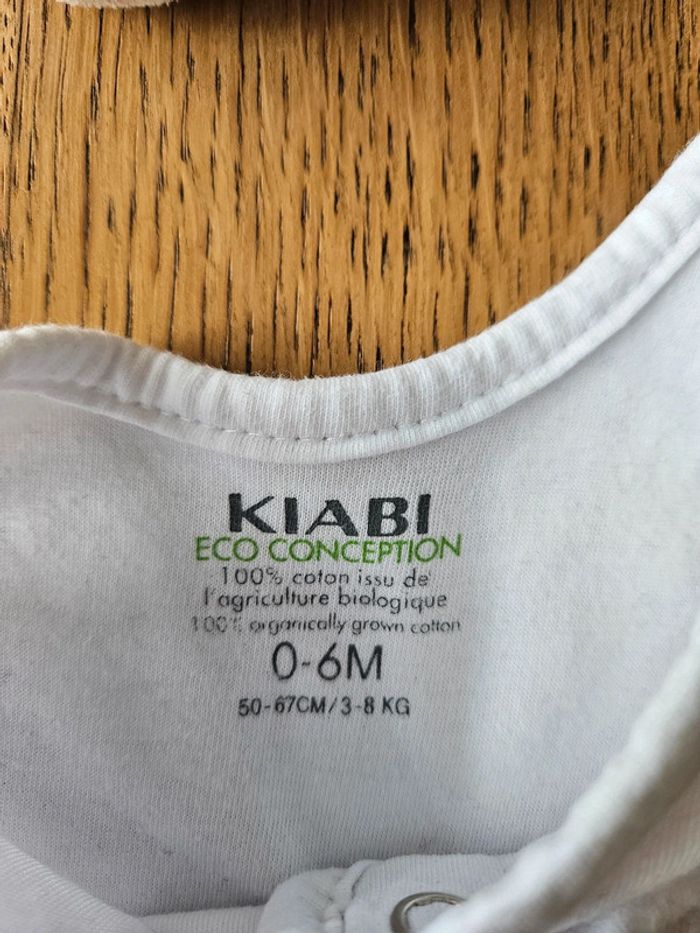 KIABI
ECO CONCEPTION
100% coton issu de
l'agriculture biologique
100% organically grown cotton
0-6M
50-67CM/3-8 KG